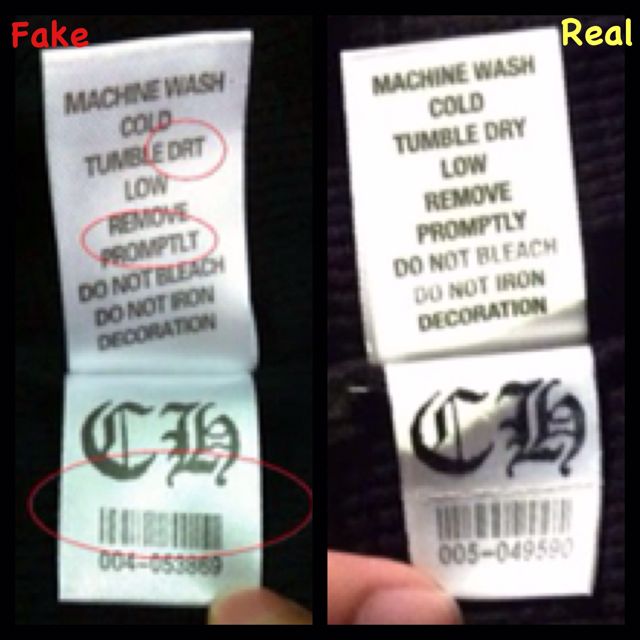 Fake
MACHINE WASH
COLD
TUMBLE DRT
LOW
REMOVE
PROMPTLT
DO NOT BLEACH
DO NOT IRON
DECORATION
CH
004-053869
Real
MACHINE WASH
COLD
TUMBLE DRY
LOW
REMOVE
PROMPTLY
DO NOT BLEACH
DO NOT IRON
DECORATION
CH
005-049590